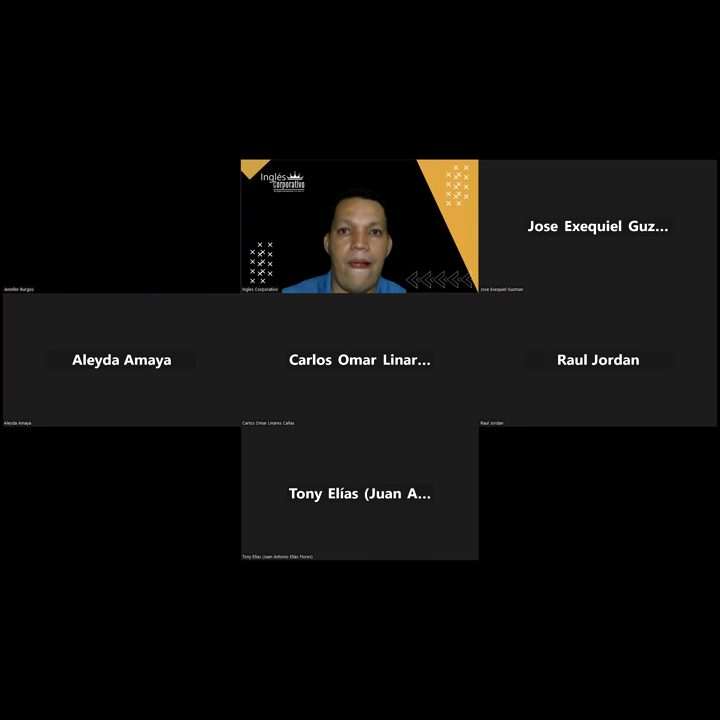 Inglés
Corporativo
Jennifer Burgos
Inglés Corporativo
Jose Exequiel Guz...
Jose Exequiel Guzman
Aleyda Amaya
Aleyda Amaya
Carlos Omar Linar...
Carlos Omar Linares Cañas
Raul Jordan
Raul Jordan
Tony Elías (Juan A...
Tony Elías (Juan Antonio Elías Flores)